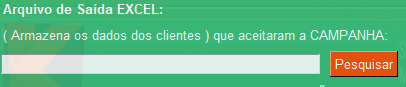 Arquivo de Saída EXCEL:
( Armazena os dados dos clientes ) que aceitaram a CAMPANHA:
Pesquisar